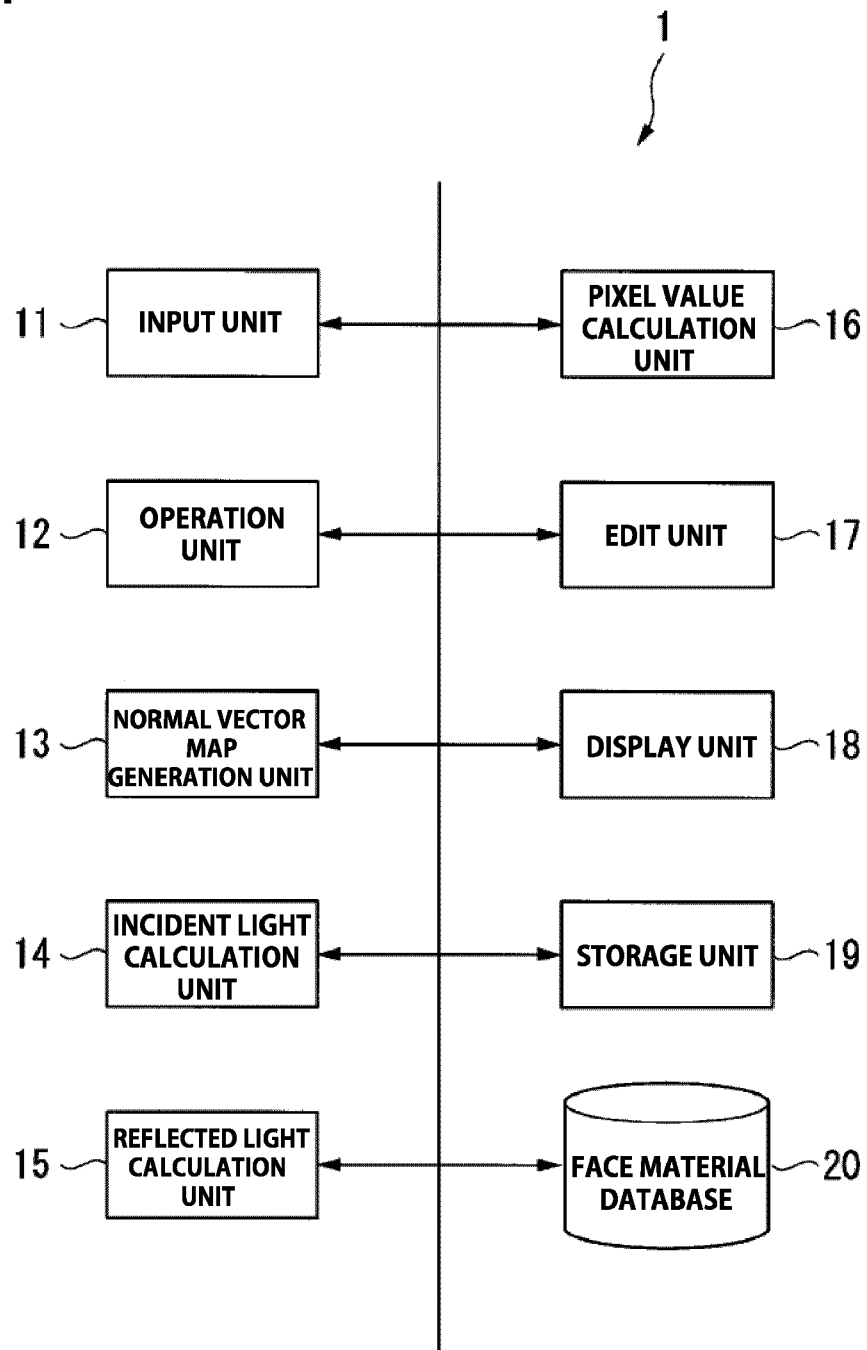 1
11
INPUT UNIT
PIXEL VALUE
CALCULATION
UNIT
16
12
OPERATION
UNIT
EDIT UNIT
17
13
NORMAL VECTOR
MAP
GENERATION UNIT
DISPLAY UNIT
18
14
INCIDENT LIGHT
CALCULATION
UNIT
STORAGE UNIT
19
15
REFLECTED LIGHT
CALCULATION
UNIT
FACE MATERIAL
DATABASE
20